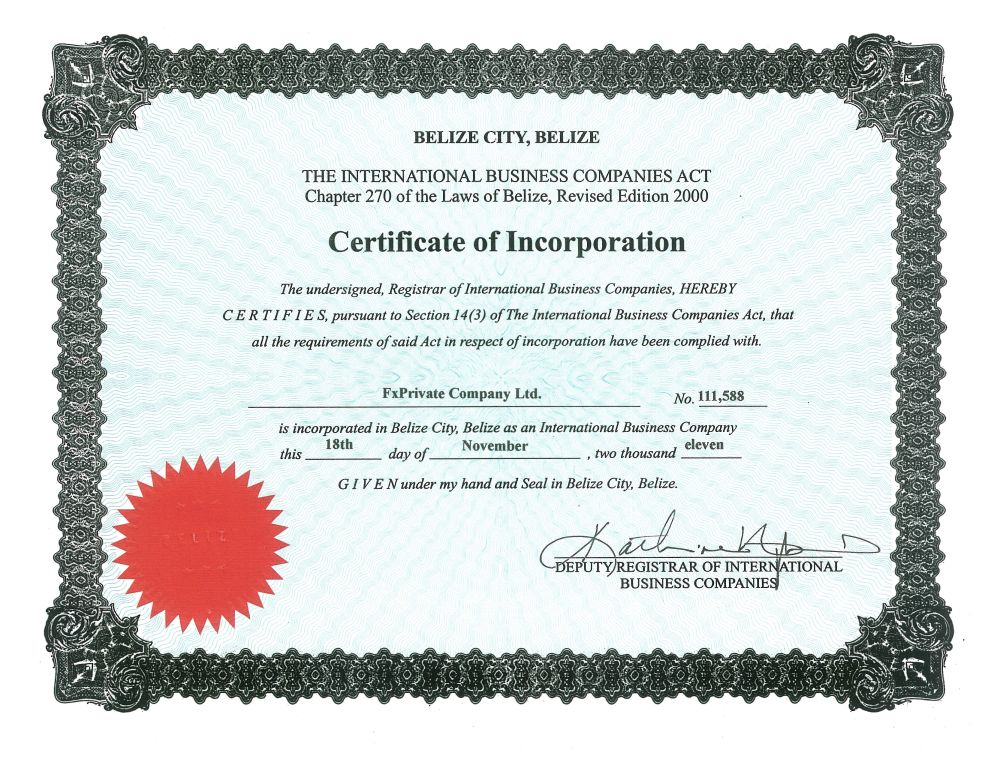 BELIZE CITY, BELIZE
THE INTERNATIONAL BUSINESS COMPANIES ACT
Chapter 270 of the Laws of Belize, Revised Edition 2000
Certificate of Incorporation
The undersigned, Registrar of International Business Companies, HEREBY
C E R T I F I E S, pursuant to Section 14(3) of The International Business Companies Act, that
all the requirements of said Act in respect of incorporation have been complied with.
FxPrivate Company Ltd. No. 111,588
is incorporated in Belize City, Belize as an International Business Company
this 18th day of November , two thousand eleven
G I V E N under my hand and Seal in Belize City, Belize.
DEPUTY REGISTRAR OF INTERNATIONAL
BUSINESS COMPANIES